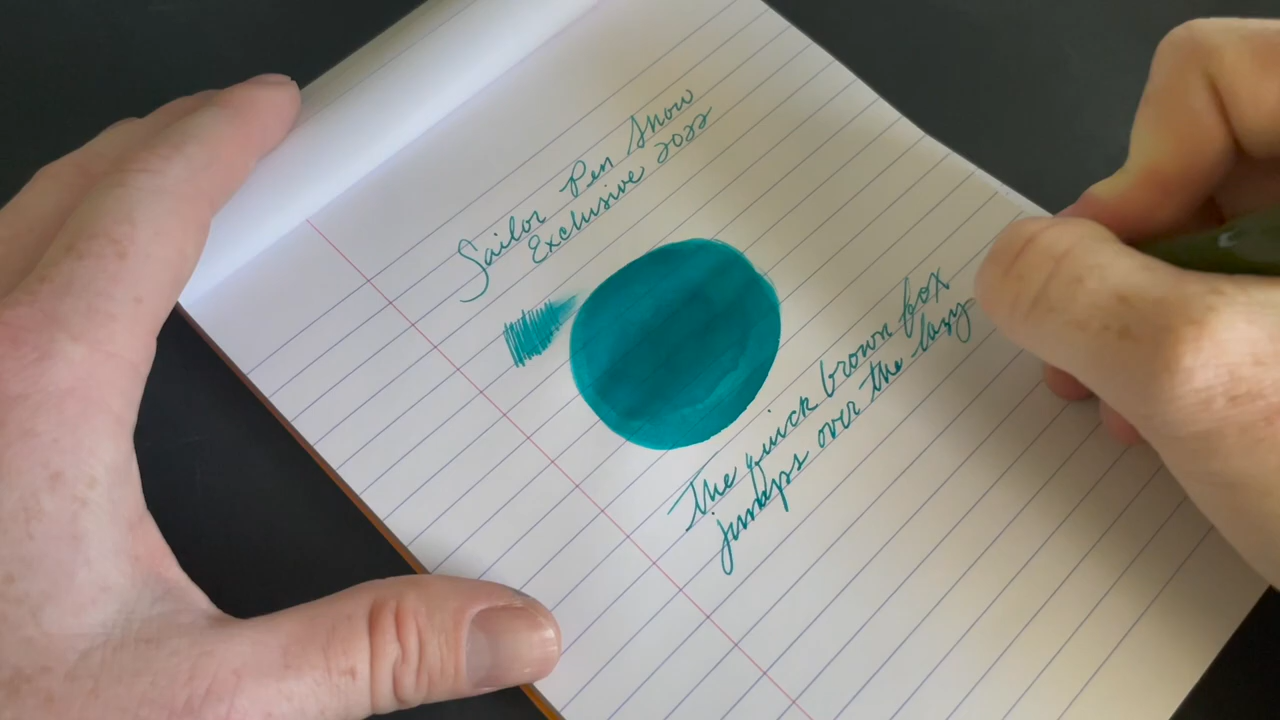 Sailor Pen Show
Exclusive 2022
The quick brown fox
jumps over the lazy